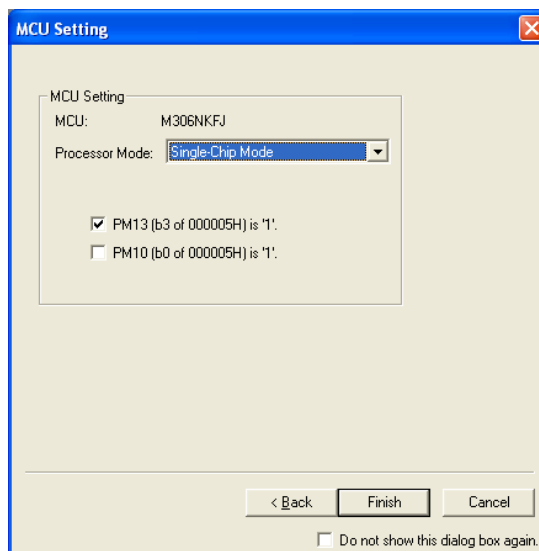 MCU Setting
MCU Setting
MCU: M306NKFJ
Processor Mode: Single-Chip Mode
PM13 (b3 of 000005H) is '1'.
PM10 (b0 of 000005H) is '1'.
< Back Finish Cancel
Do not show this dialog box again.